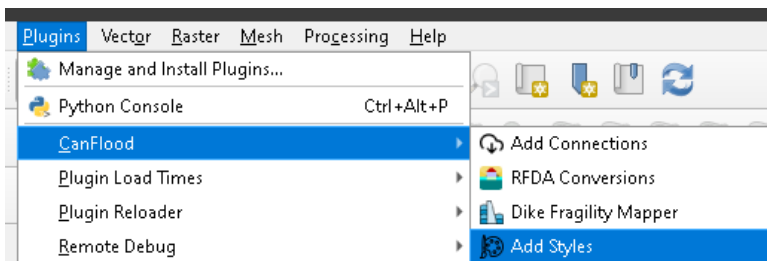 Plugins Vector Raster Mesh Processing Help
Manage and Install Plugins...
Python Console Ctrl+Alt+P
CanFlood
Add Connections
Plugin Load Times
RFDA Conversions
Plugin Reloader
Dike Fragility Mapper
Remote Debug
Add Styles